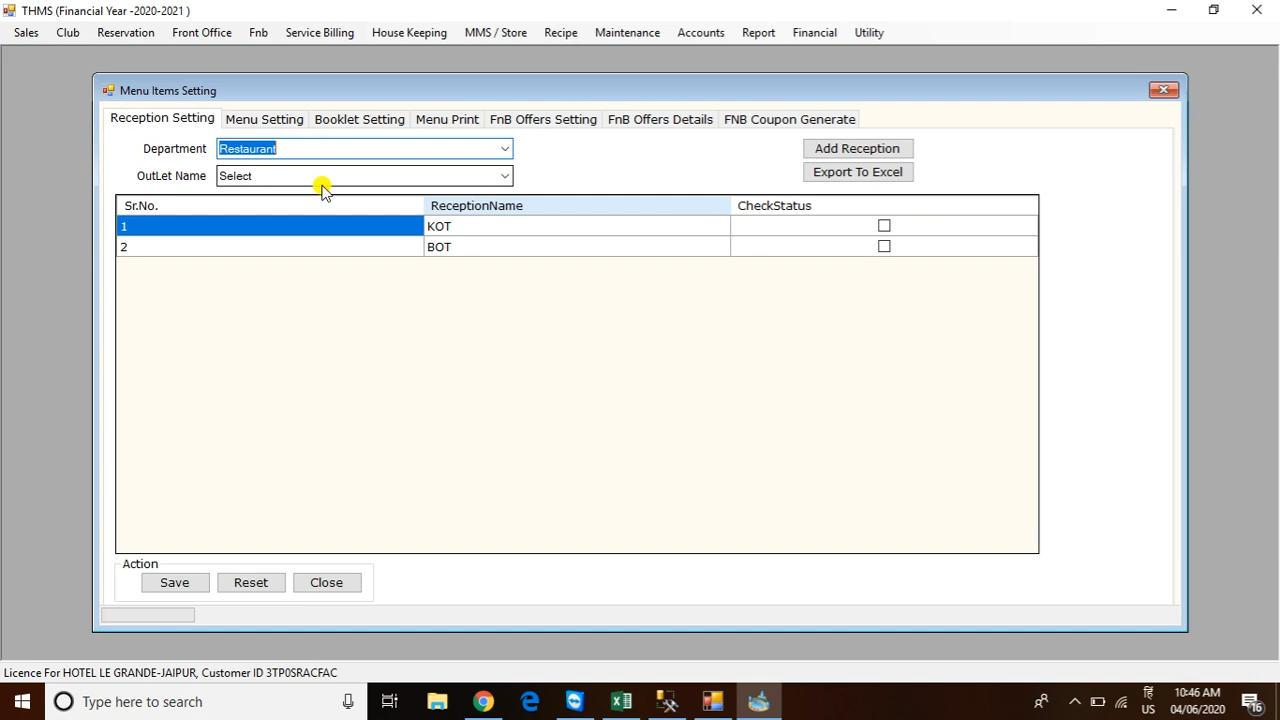 THMS (Financial Year -2020-2021 )
Sales Club Reservation Front Office Fnb Service Billing House Keeping MMS / Store Recipe Maintenance Accounts Report Financial Utility
Menu Items Setting
Reception Setting Menu Setting Booklet Setting Menu Print FnB Offers Setting FnB Offers Details FNB Coupon Generate
Department Restaurant Add Reception
OutLet Name Select Export To Excel
Sr.No. ReceptionName CheckStatus
1 KOT
2 BOT
Action
Save Reset Close
Licence For HOTEL LE GRANDE-JAIPUR, Customer ID 3TP0SRACFAC
Type here to search
हि 10:46 AM
US 04/06/2020 16